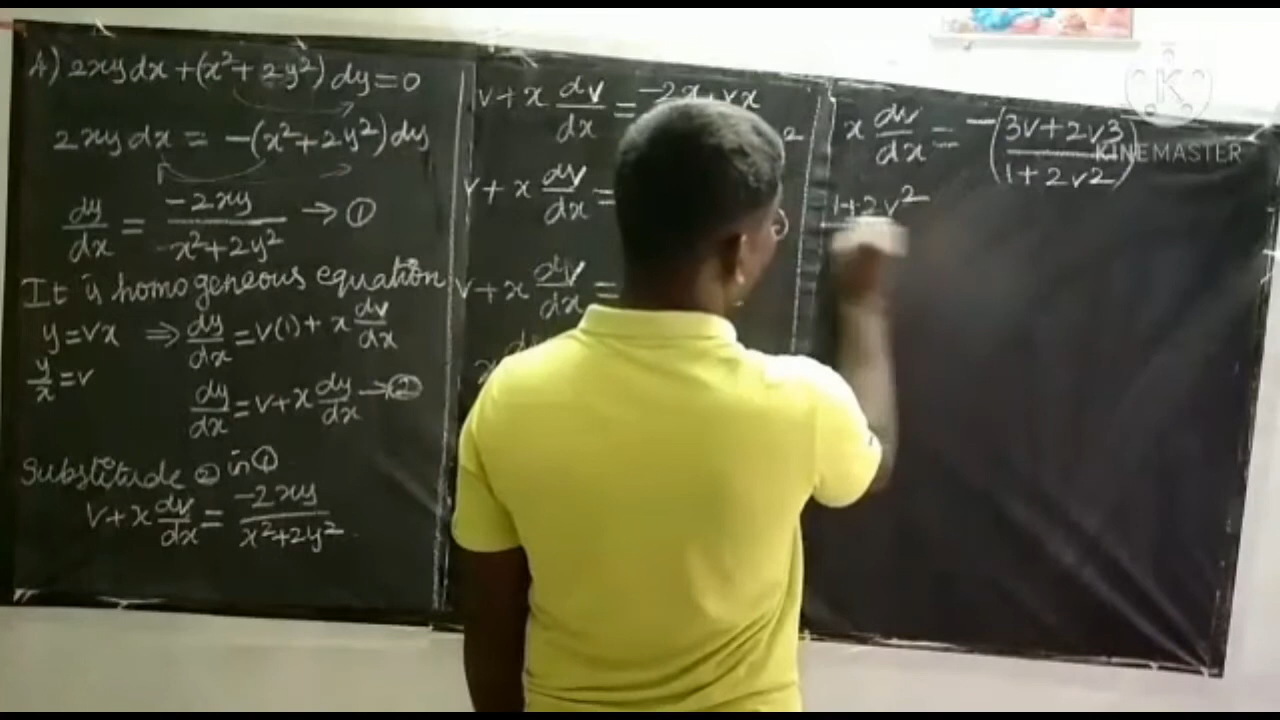 A) 2xy dx + (x² + 2y²) dy = 0
2xy dx = -(x² + 2y²) dy
dy/dx = -2xy / x² + 2y² → ①
It is homogeneous equation
y = vx ⇒ dy/dx = v(1) + x dv/dx
y/x = v
dy/dx = v + x dy/dx → ②
Substitude ② in ①
v + x dv/dx = -2xy / x² + 2y²
v + x dv/dx = -2x vx
2
v + x dv/dx =
v + x dv/dx =
x dv/dx = -(3v + 2v3 / 1 + 2v2)
1 + 2v²
K
KINEMASTER